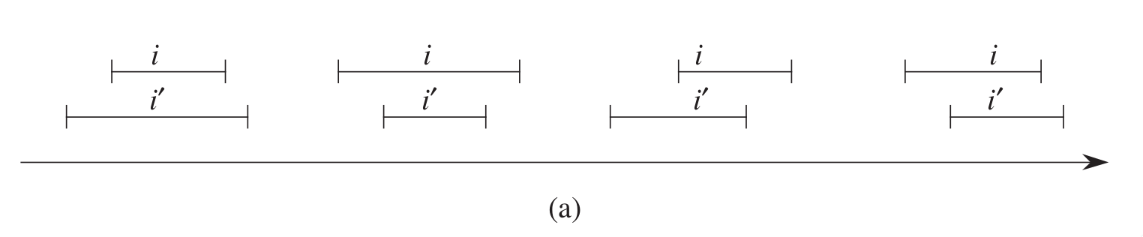 i i i i
i′ i′ i′ i′
(a)